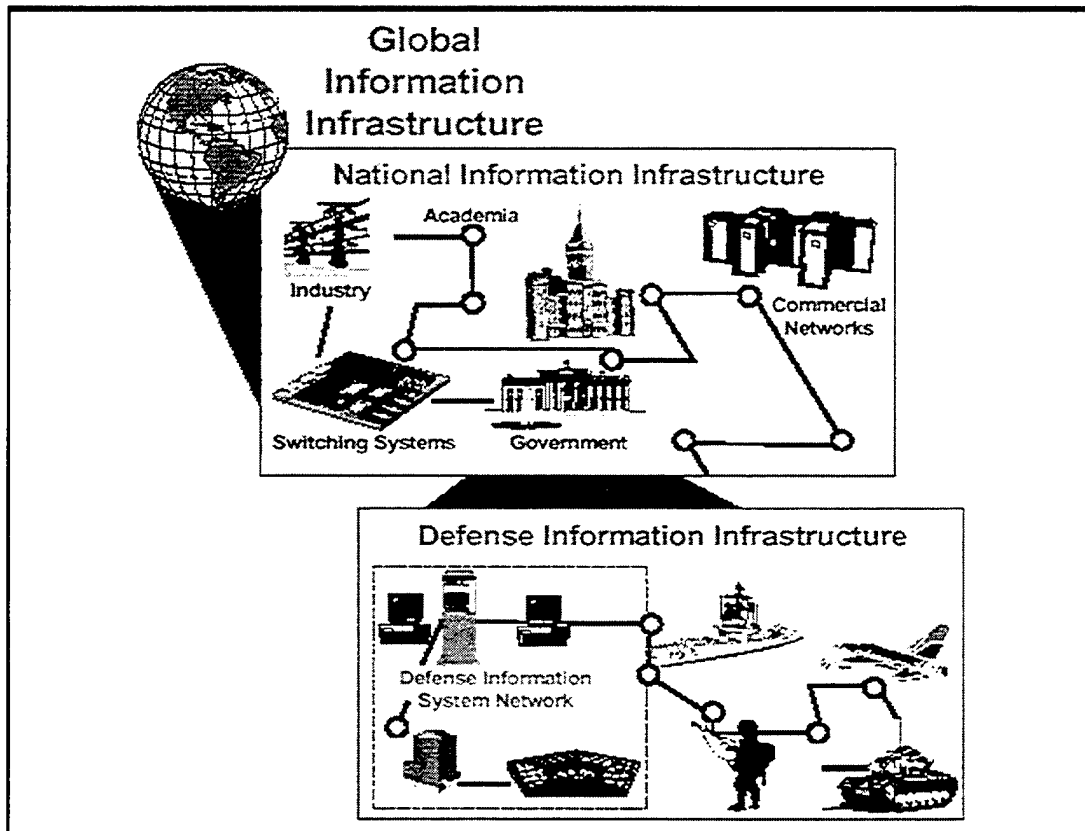 Global
Information
Infrastructure
National Information Infrastructure
Academia
Industry
Commercial
Networks
Switching Systems
Government
Defense Information Infrastructure
Defense Information
System Network